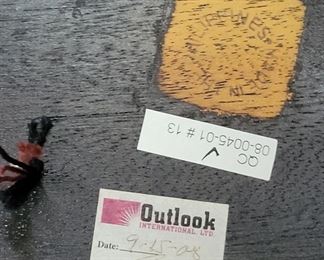 QC
08-0045-01 # 13
Outlook
INTERNATIONAL, LTD.
Date: 9-15-08